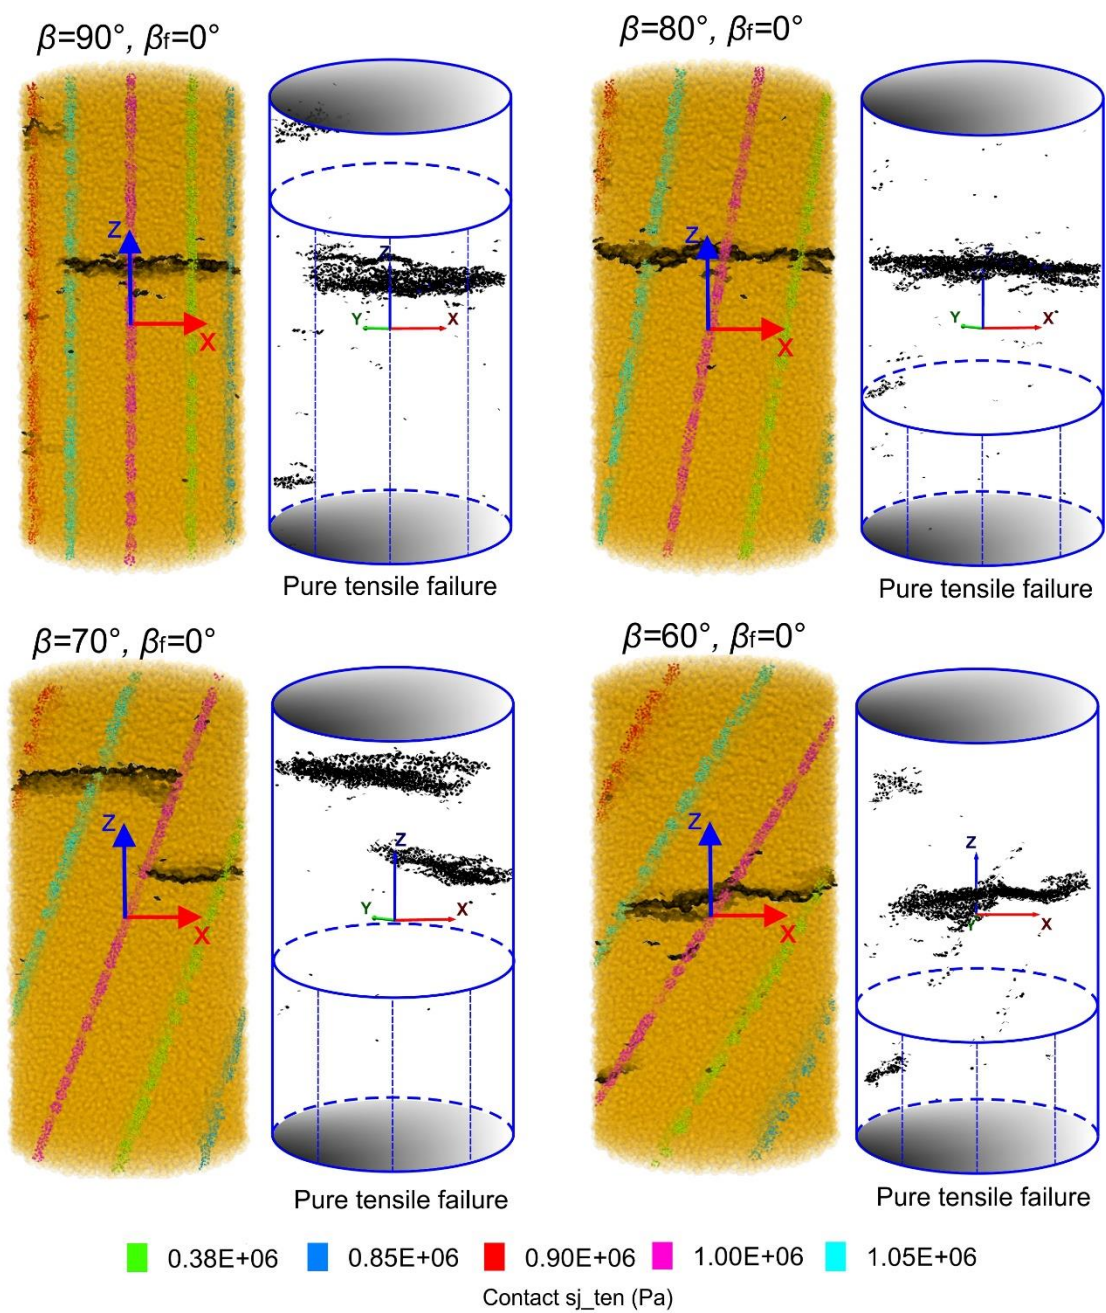 β=90°, βf=0°
Z
X
Z
Y
X
Pure tensile failure
β=80°, βf=0°
Z
X
Z
Y
X
Pure tensile failure
β=70°, βf=0°
Z
X
Z
Y
X
Pure tensile failure
β=60°, βf=0°
Z
X
Z
Y
X
Pure tensile failure
0.38E+06 0.85E+06 0.90E+06 1.00E+06 1.05E+06
Contact sj_ten (Pa)